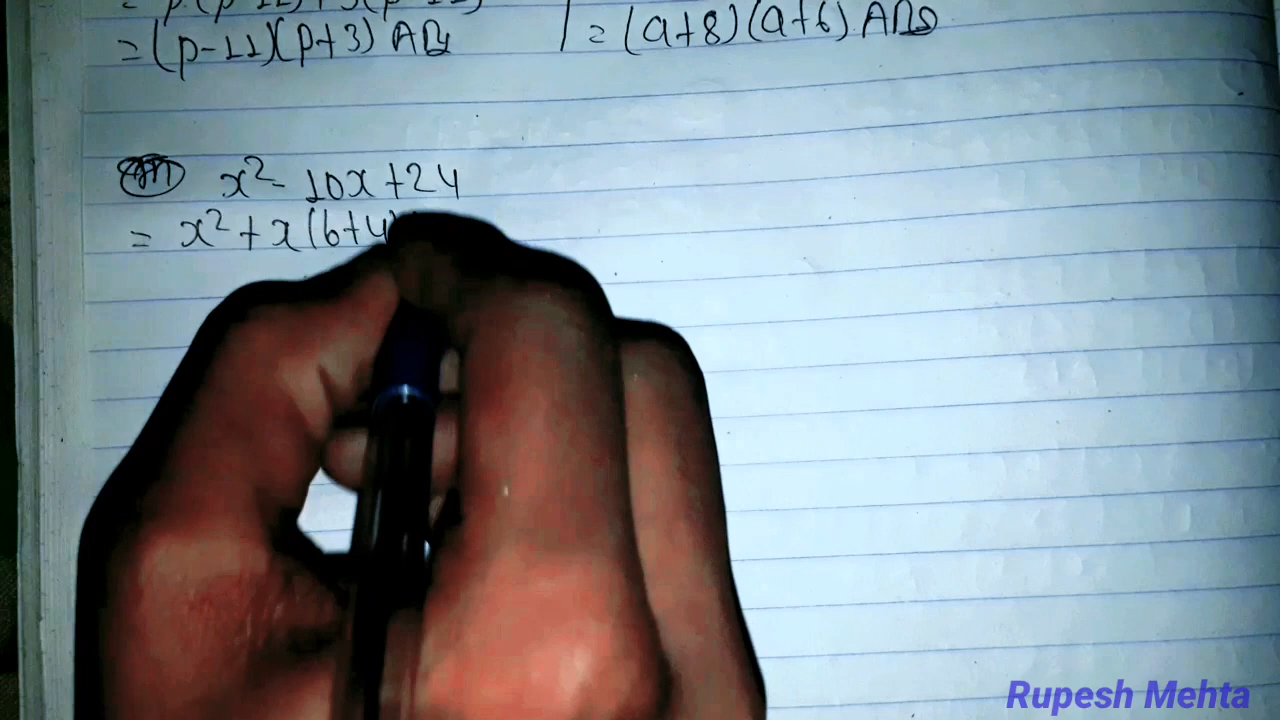 = (p-11)(p+3) Ans
= (a+8)(a+6) Ans
x²- 10x+24
= x²+x(6+4)
Rupesh Mehta